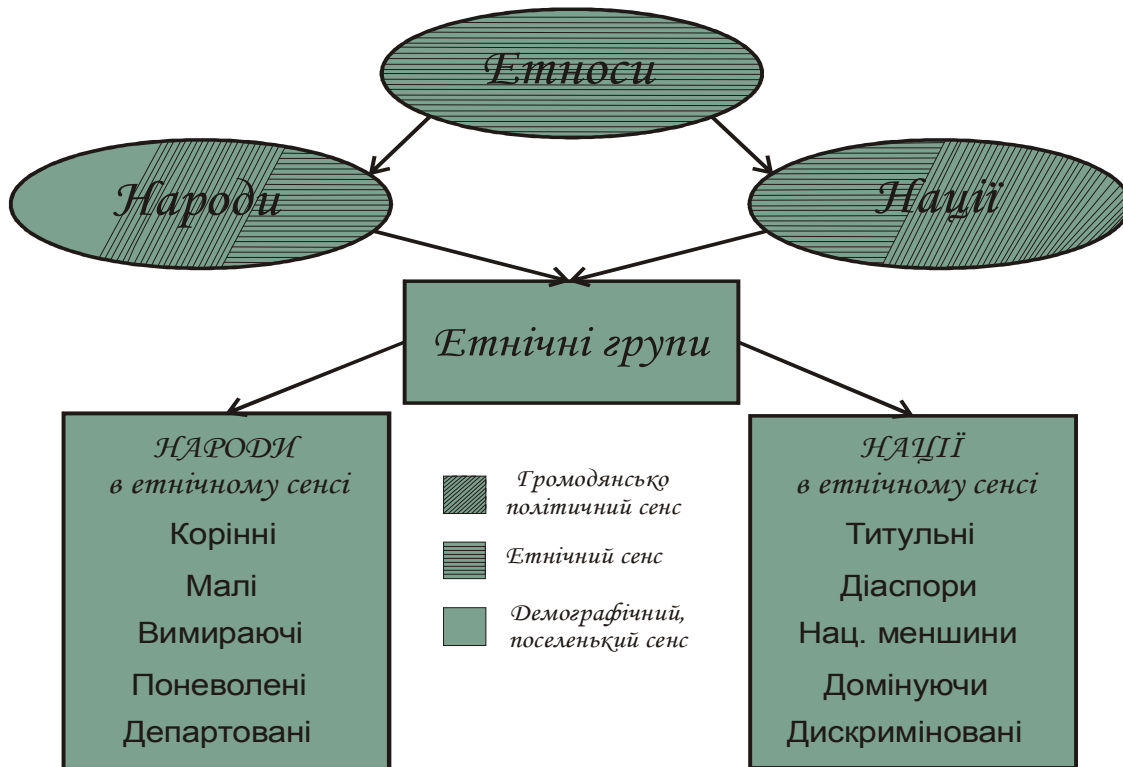 Етноси
Народи
Нації
Етнічні групи
НАРОДИ
в етнічному сенсі
Корінні
Малі
Вимираючі
Поневолені
Департовані
Громодянсько
політичний сенс
Етнічний сенс
Демографічний,
поселенький сенс
НАЦІЇ
в етнічному сенсі
Титульні
Діаспори
Нац. меншини
Домінуючи
Дискриміновані